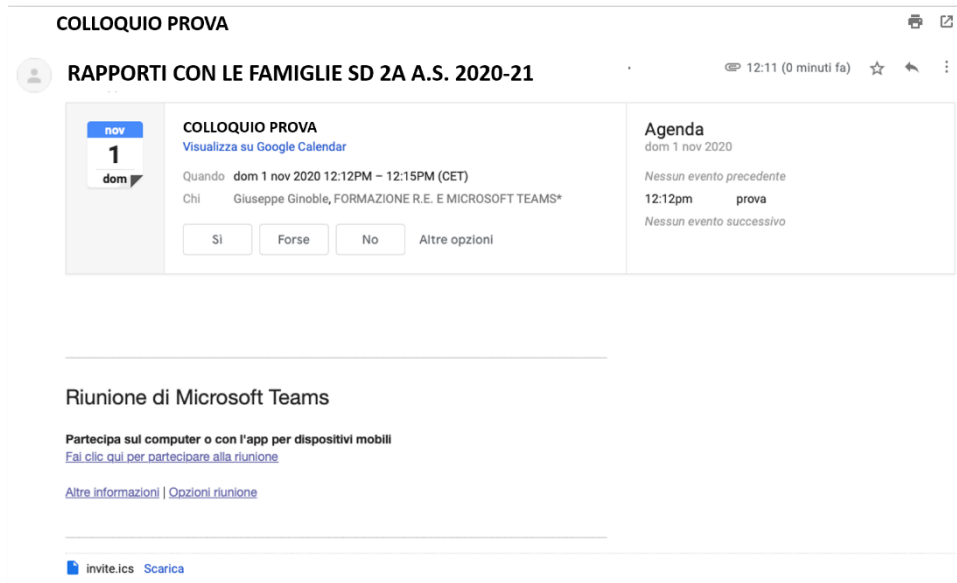 COLLOQUIO PROVA
RAPPORTI CON LE FAMIGLIE SD 2A A.S. 2020-21
12:11 (0 minuti fa)
nov
1
dom
COLLOQUIO PROVA
Visualizza su Google Calendar
Quando dom 1 nov 2020 12:12PM – 12:15PM (CET)
Chi Giuseppe Ginoble, FORMAZIONE R.E. E MICROSOFT TEAMS*
Sì Forse No Altre opzioni
Agenda
dom 1 nov 2020
Nessun evento precedente
12:12pm prova
Nessun evento successivo
Riunione di Microsoft Teams
Partecipa sul computer o con l'app per dispositivi mobili
Fai clic qui per partecipare alla riunione
Altre informazioni | Opzioni riunione
invite.ics Scarica